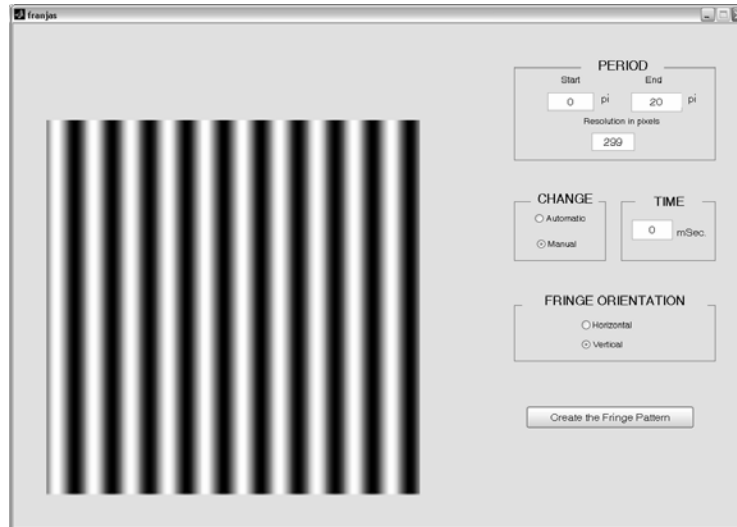 franjas
PERIOD
Start End
0 pi 20 pi
Resolution in pixels
299
CHANGE
Automatic
Manual
TIME
0 mSec.
FRINGE ORIENTATION
Horizontal
Vertical
Create the Fringe Pattern